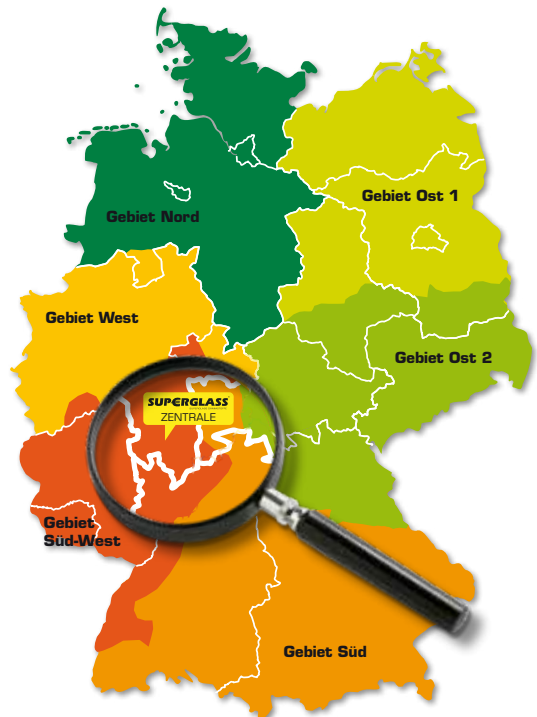 Gebiet Nord
Gebiet Ost 1
Gebiet West
Gebiet Ost 2
SUPERGLASS
ZENTRALE
Gebiet
Süd-West
Gebiet Süd